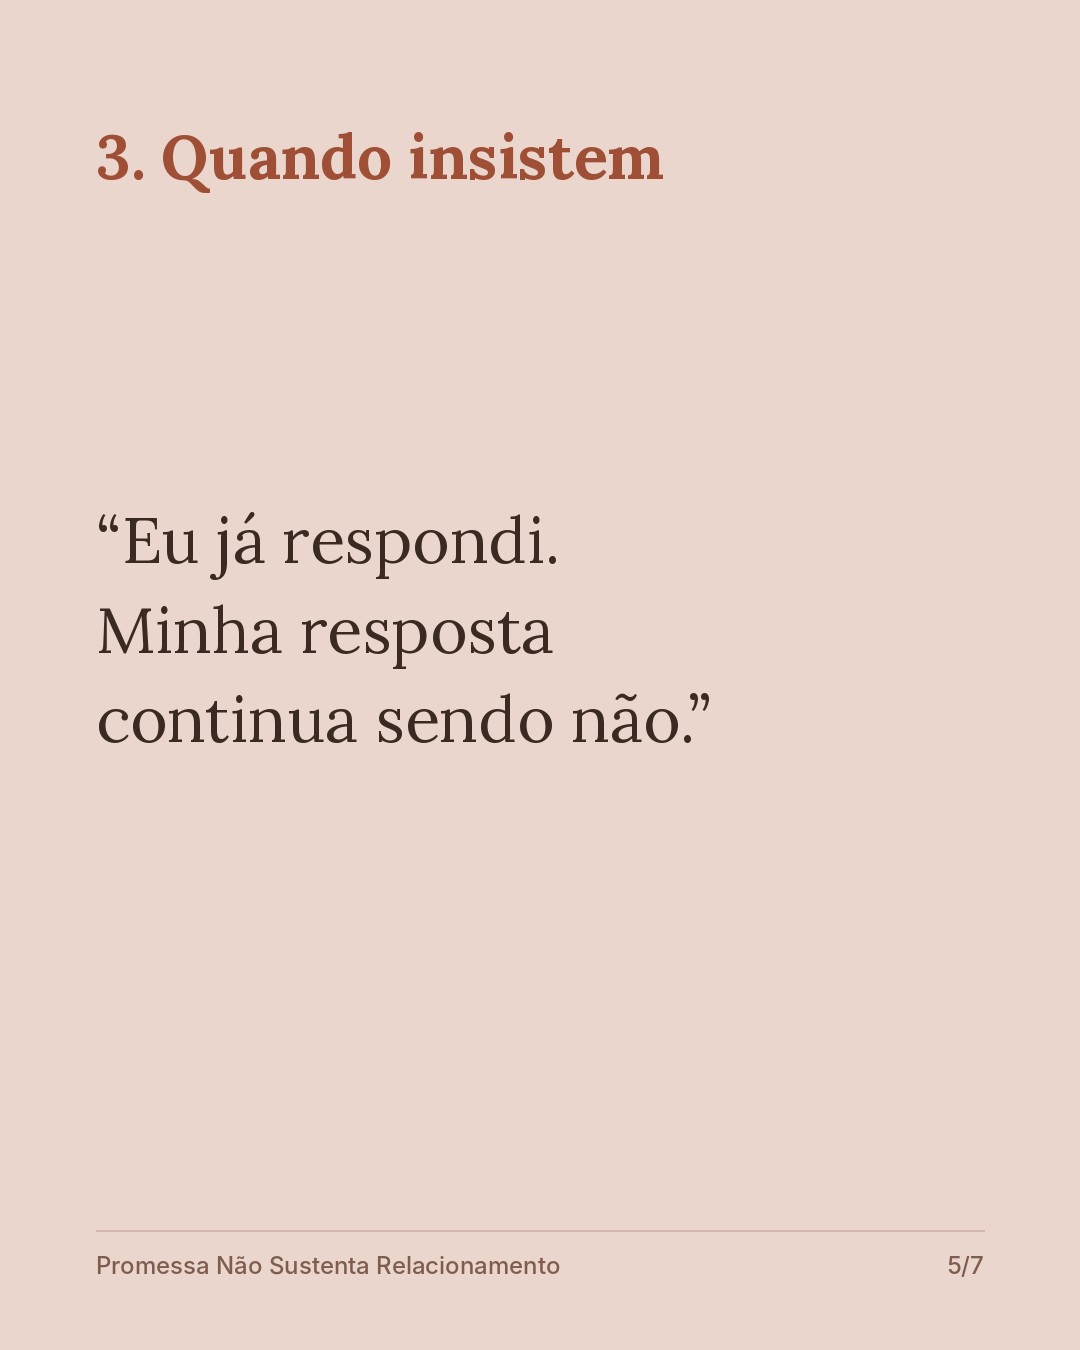 3. Quando insistem
“Eu já respondi.
Minha resposta
continua sendo não.”
Promessa Não Sustenta Relacionamento
5/7